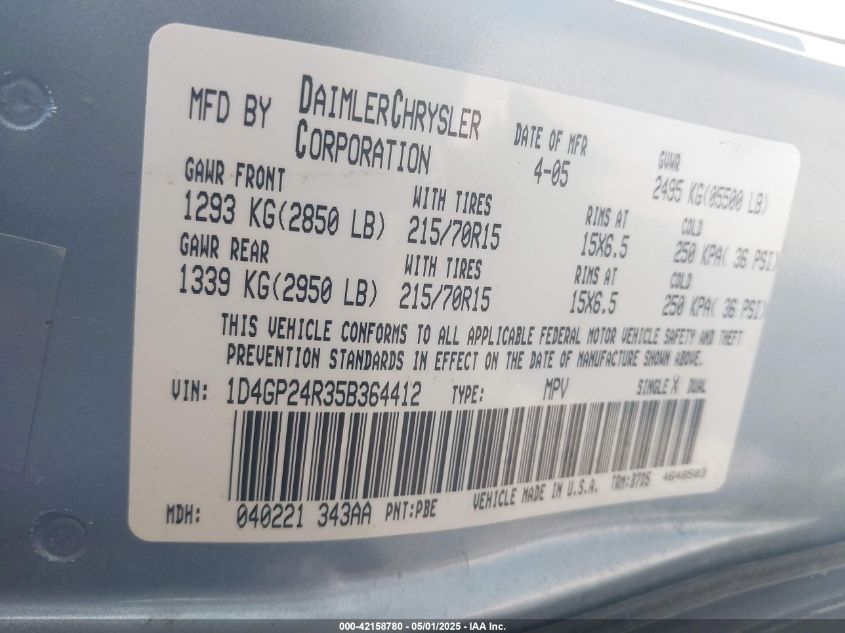 MFD BY DAIMLERCHRYSLER CORPORATION DATE OF MFR 4-05 GVWR 2495 KG(05500 LB)
GAWR FRONT WITH TIRES RIMS AT COLD
1293 KG(2850 LB) 215/70R15 15X6.5 250 KPA( 36 PSI)
GAWR REAR WITH TIRES RIMS AT COLD
1339 KG(2950 LB) 215/70R15 15X6.5 250 KPA( 36 PSI)
THIS VEHICLE CONFORMS TO ALL APPLICABLE FEDERAL MOTOR VEHICLE SAFETY AND THEFT
PREVENTION STANDARDS IN EFFECT ON THE DATE OF MANUFACTURE SHOWN ABOVE.
VIN: 1D4GP24R35B364412 TYPE: MPV SINGLE X DUAL
MDH: 040221 343AA PNT:PBE VEHICLE MADE IN U.S.A. TRM:B7D5 4648503
000-42158780 - 05/01/2025 - IAA Inc.